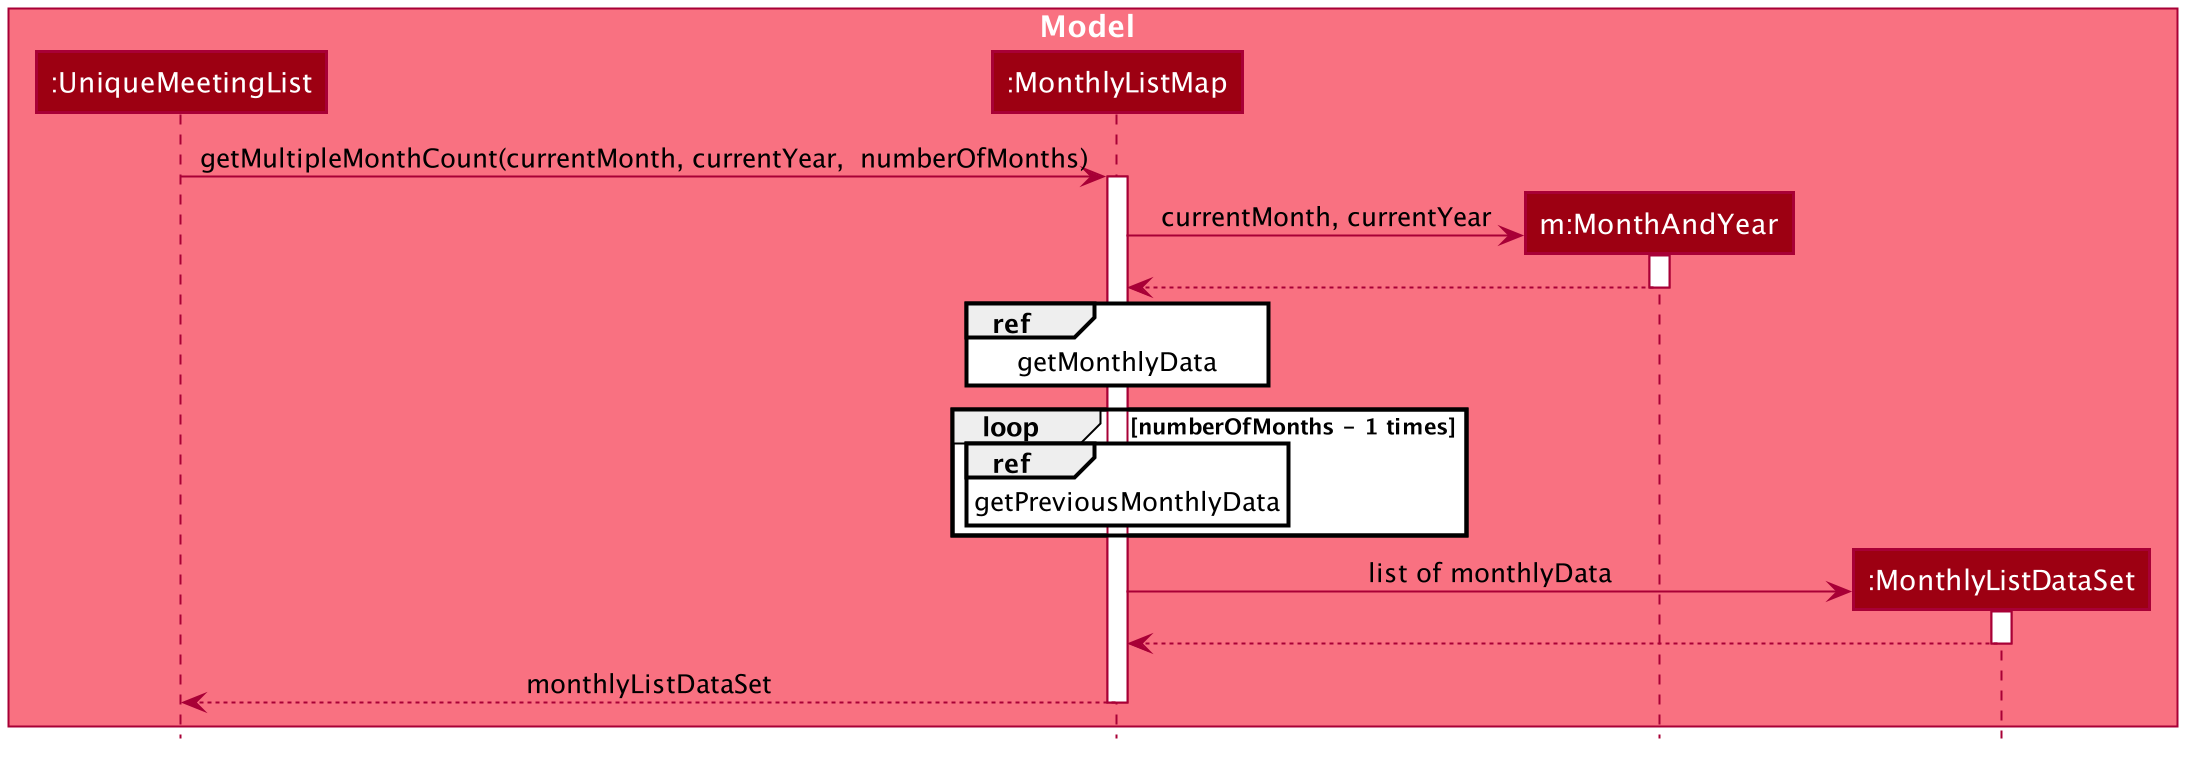 Model
:UniqueMeetingList
:MonthlyListMap
getMultipleMonthCount(currentMonth, currentYear,  numberOfMonths)
currentMonth, currentYear
m:MonthAndYear
ref
getMonthlyData
loop
[numberOfMonths - 1 times]
ref
getPreviousMonthlyData
list of monthlyData
:MonthlyListDataSet
monthlyListDataSet